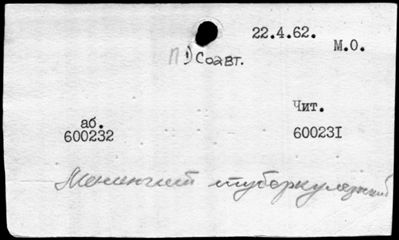 22.4.62.
М.О.
П!) Соавт.
Чит.
аб.
600232
600231
Менингит туберкулезный